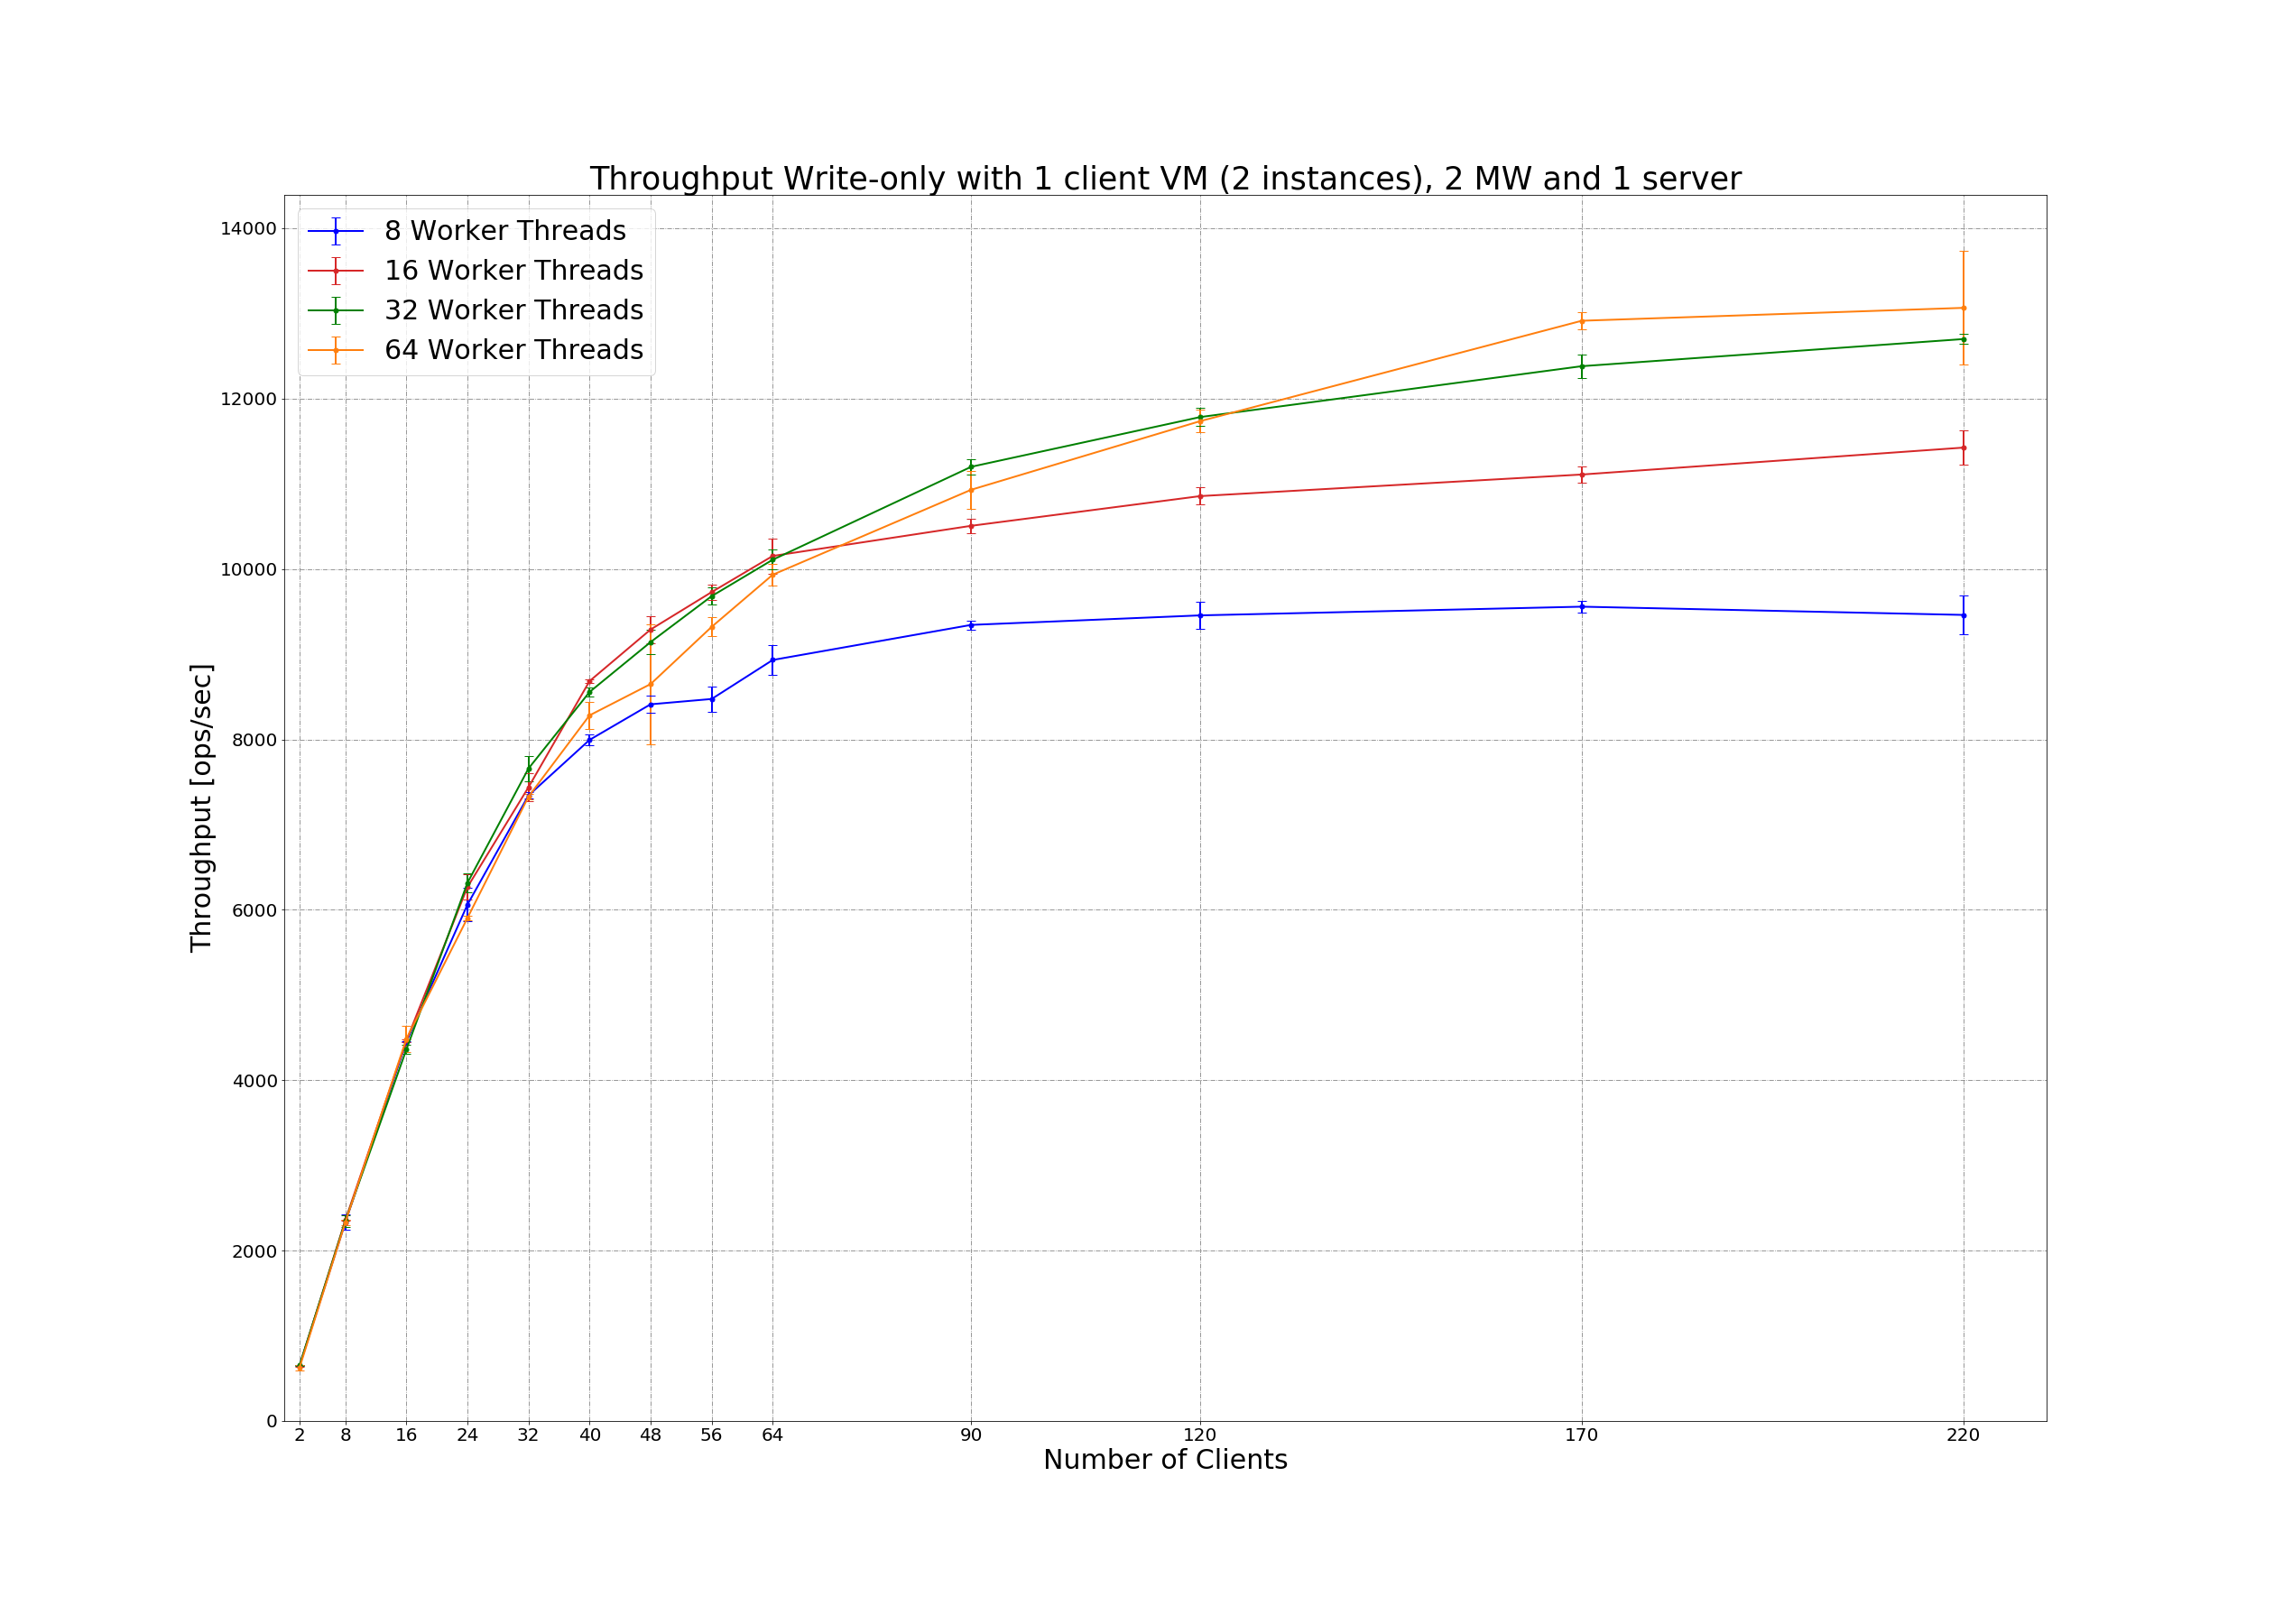 Throughput Write-only with 1 client VM (2 instances), 2 MW and 1 server
8 Worker Threads
16 Worker Threads
32 Worker Threads
64 Worker Threads
Throughput [ops/sec]
14000
12000
10000
8000
6000
4000
2000
0
2 8 16 24 32 40 48 56 64 90 120 170 220
Number of Clients